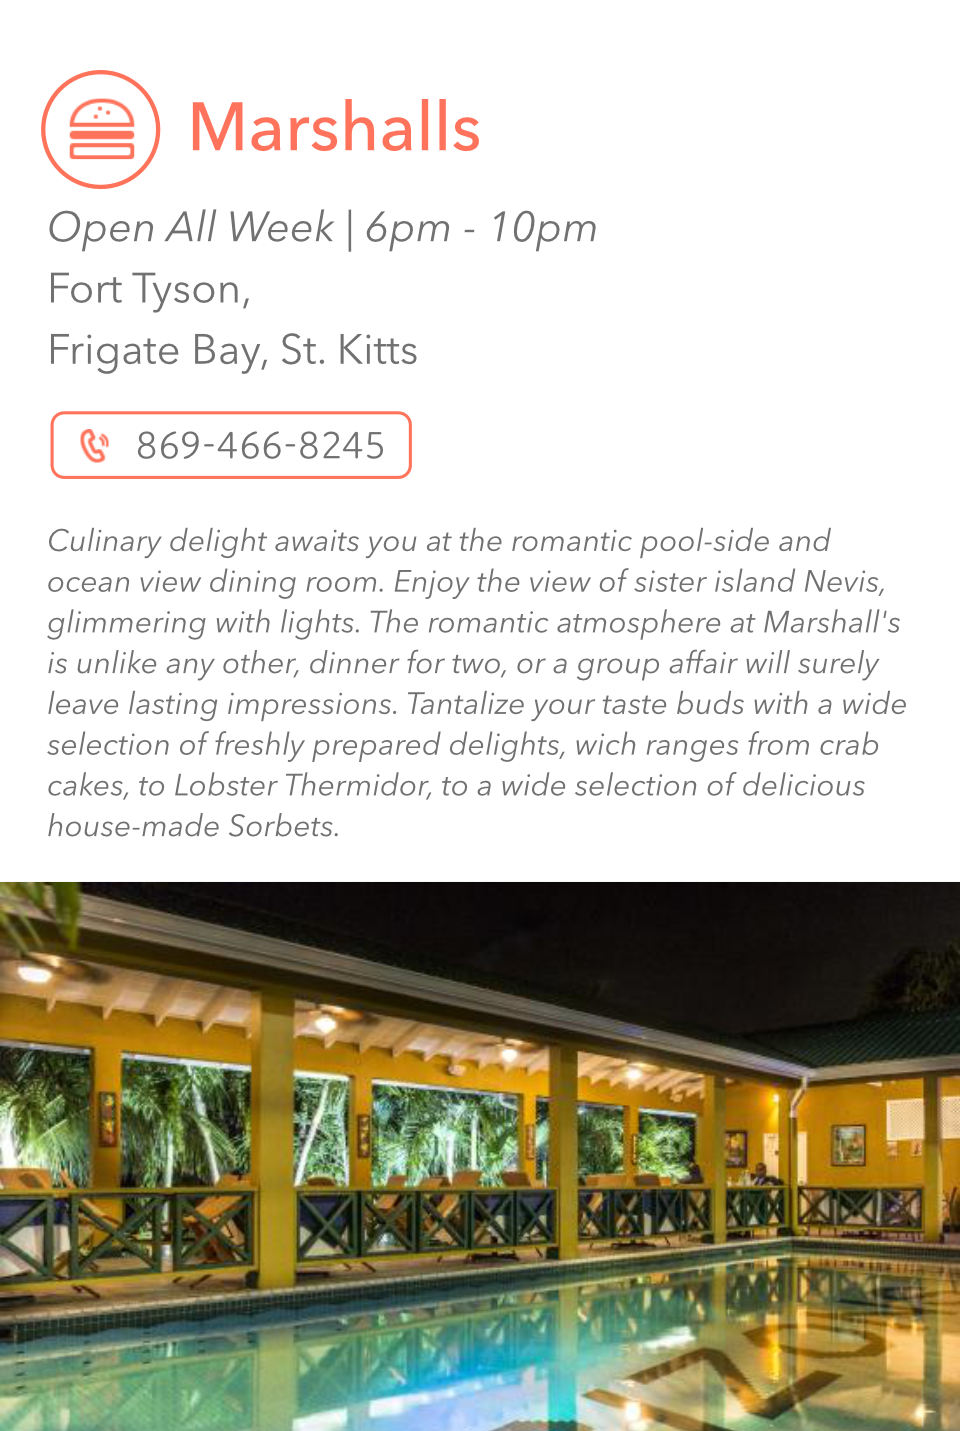 Marshalls
Open All Week | 6pm - 10pm
Fort Tyson,
Frigate Bay, St. Kitts
869-466-8245
Culinary delight awaits you at the romantic pool-side and
ocean view dining room. Enjoy the view of sister island Nevis,
glimmering with lights. The romantic atmosphere at Marshall's
is unlike any other, dinner for two, or a group affair will surely
leave lasting impressions. Tantalize your taste buds with a wide
selection of freshly prepared delights, wich ranges from crab
cakes, to Lobster Thermidor, to a wide selection of delicious
house-made Sorbets.